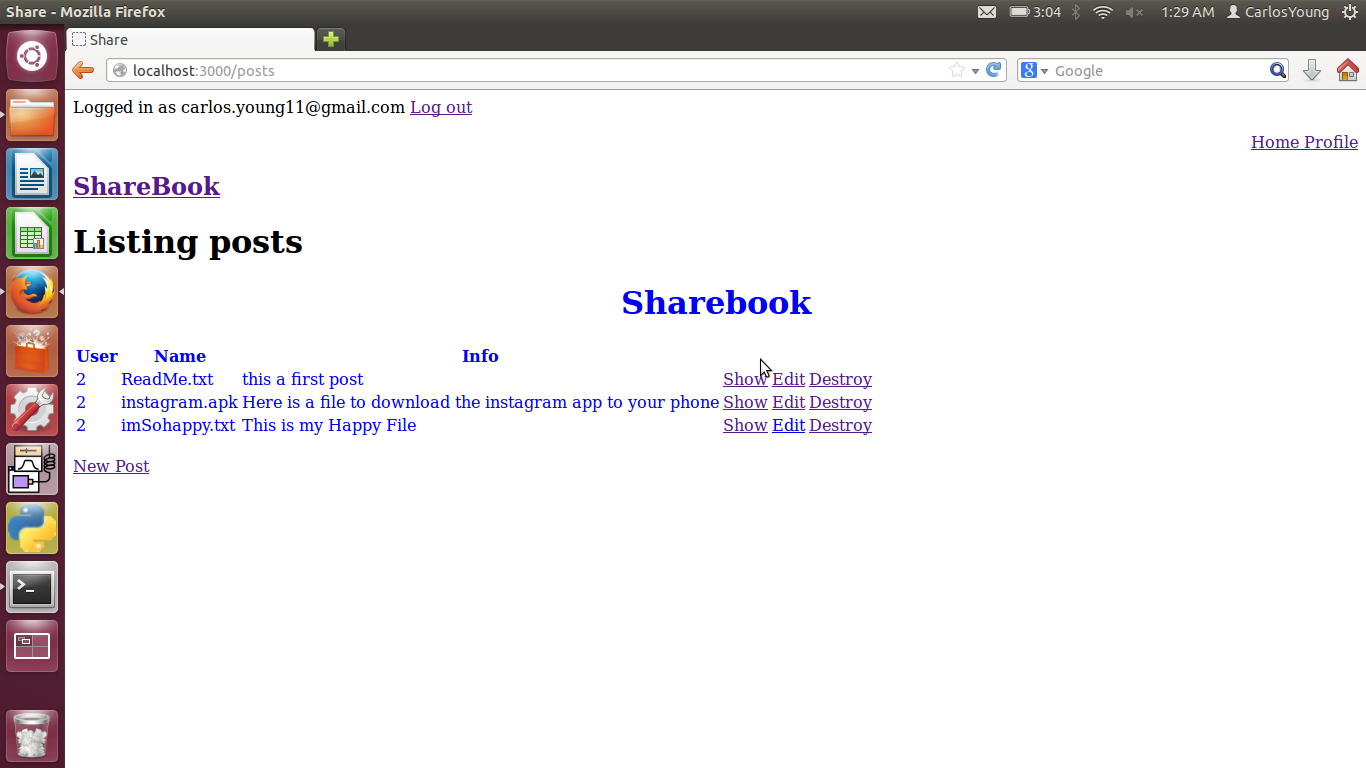 Share - Mozilla Firefox 3:04 1:29 AM CarlosYoung
Share
localhost:3000/posts Google
Logged in as carlos.young11@gmail.com Log out
Home Profile
ShareBook
Listing posts
Sharebook
User Name Info
2 ReadMe.txt this a first post Show Edit Destroy
2 instagram.apk Here is a file to download the instagram app to your phone Show Edit Destroy
2 imSohappy.txt This is my Happy File Show Edit Destroy
New Post